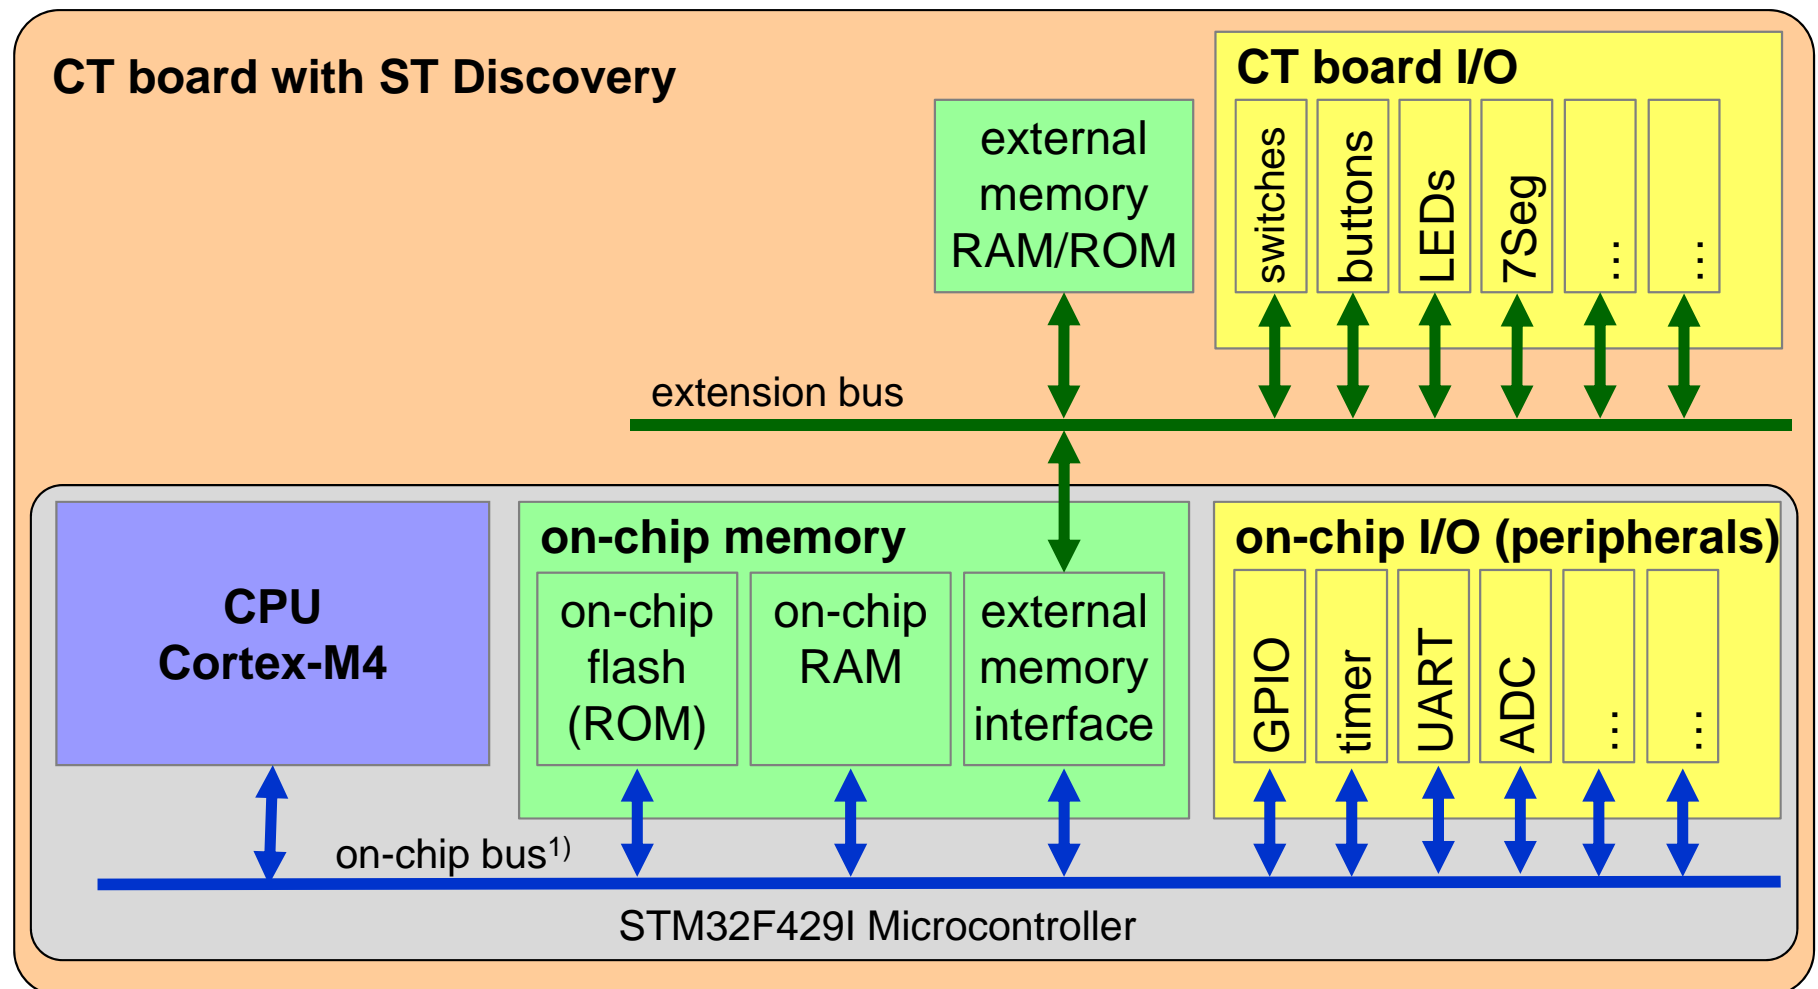 CT board with ST Discovery
CT board I/O
external
memory
RAM/ROM
switches
buttons
LEDs
7Seg
...
...
extension bus
CPU
Cortex-M4
on-chip memory
on-chip
flash
(ROM)
on-chip
RAM
external
memory
interface
on-chip I/O (peripherals)
GPIO
timer
UART
ADC
...
...
on-chip bus1)
STM32F429I Microcontroller